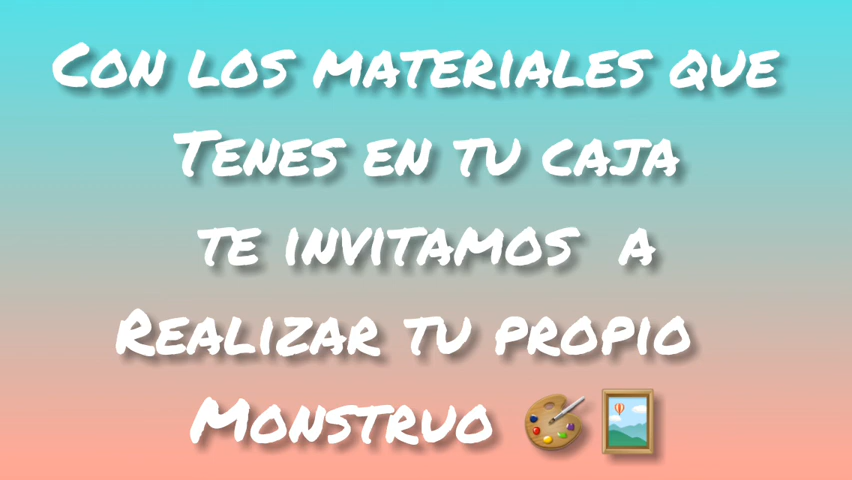 Con los materiales que
Tenes en tu caja
te invitamos a
Realizar tu propio
Monstruo 🎨🖼️